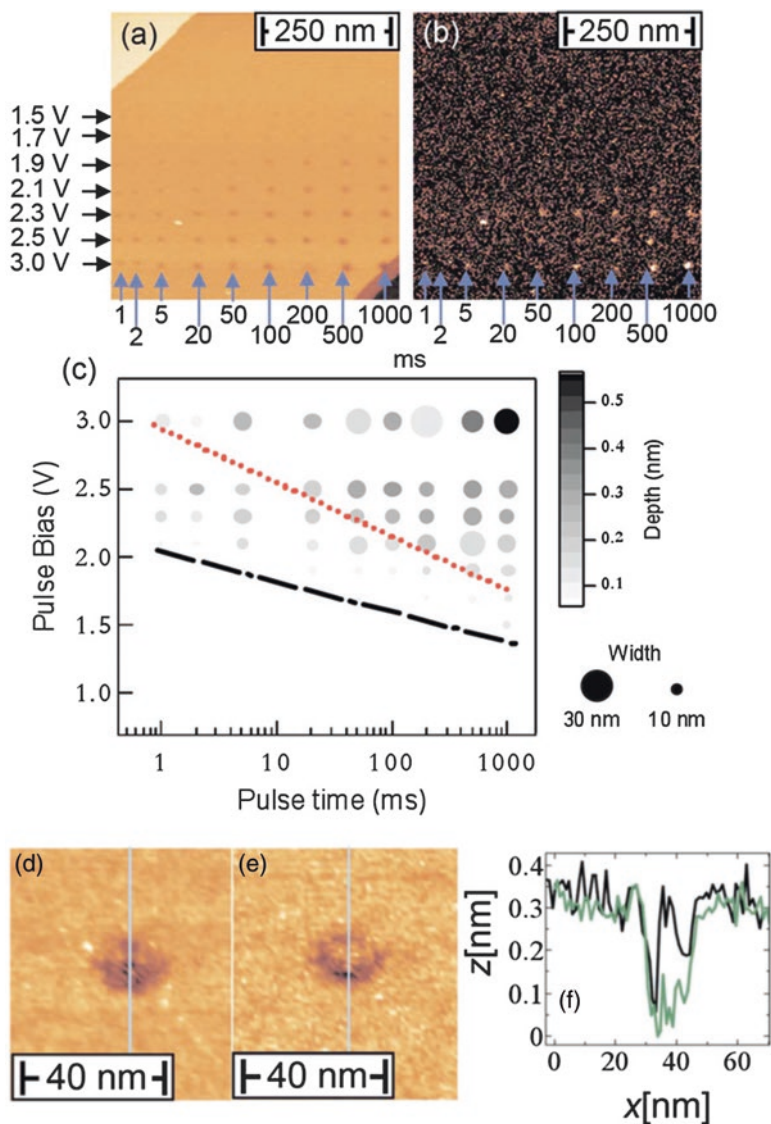 (a)
250 nm
(b)
250 nm
1.5 V
1.7 V
1.9 V
2.1 V
2.3 V
2.5 V
3.0 V
1 2 5 20 50 100 200 500 1000
1 2 5 20 50 100 200 500 1000
ms
(c)
3.0
2.5
2.0
1.5
1.0
Pulse Bias (V)
1 10 100 1000
Pulse time (ms)
0.5
0.4
0.3
0.2
0.1
Depth (nm)
Width
30 nm 10 nm
(d)
40 nm
(e)
40 nm
0.4
0.3
0.2
0.1
0
z[nm]
(f)
0 20 40 60
x[nm]